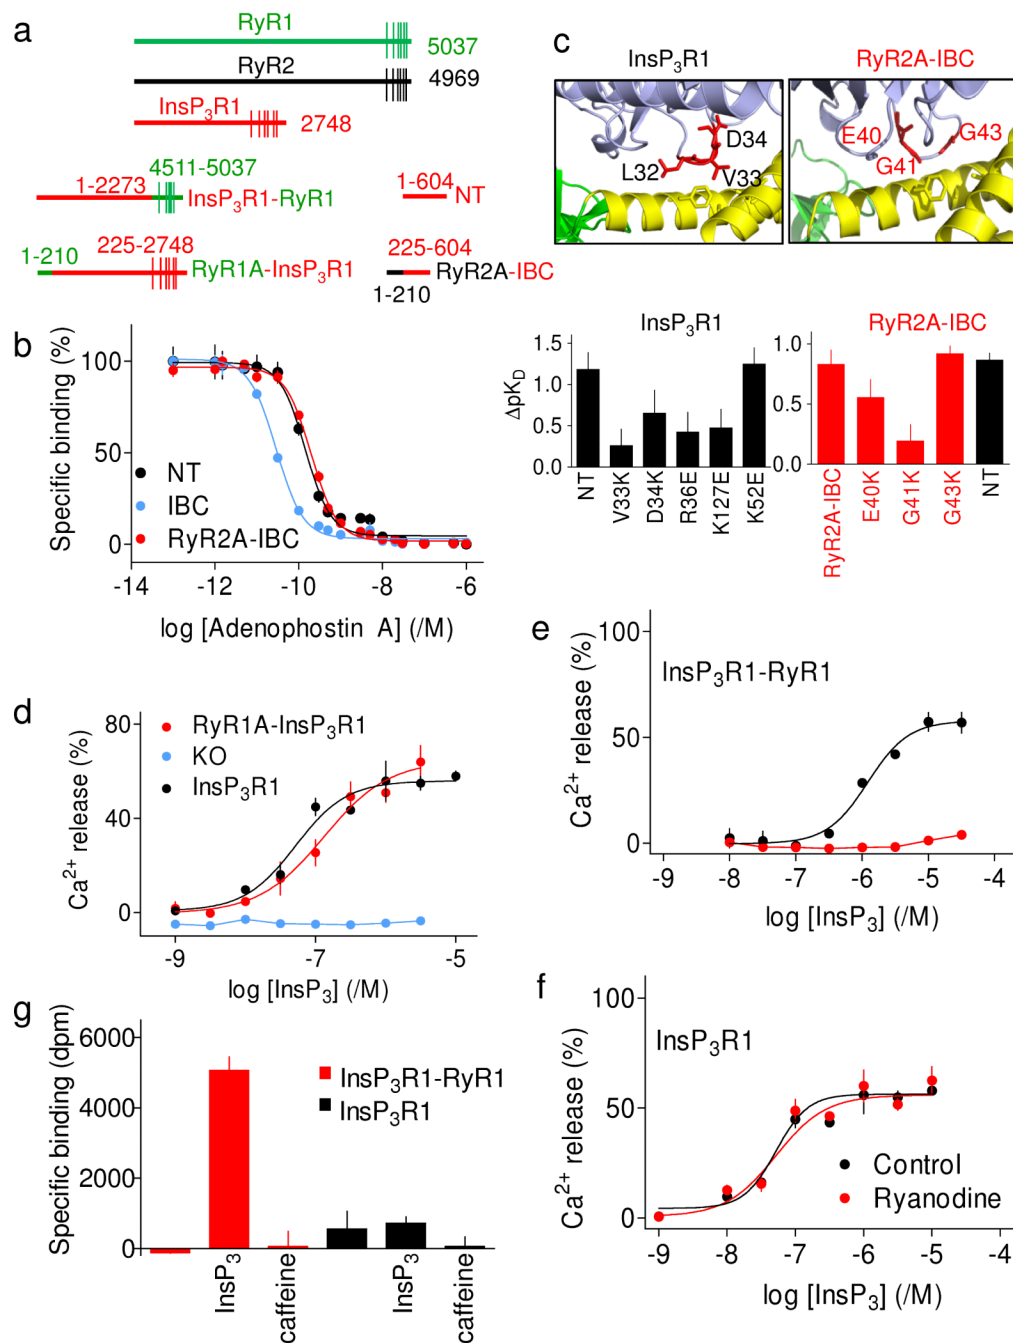 a
RyR1
5037
RyR2
4969
InsP3R1
2748
4511-5037
1-2273
InsP3R1-RyR1
1-604
NT
1-210
225-2748
RyR1A-InsP3R1
225-604
RyR2A-IBC
1-210
c
InsP3R1
RyR2A-IBC
D34
L32
V33
E40
G43
G41
b
Specific binding (%)
100
50
0
NT
IBC
RyR2A-IBC
-13
-12
-10
-8
-6
log [Adenophostin A] (/M)
InsP3R1
ΔpKD
1.5
1.0
0.5
0.0
NT
V33K
D34K
R36E
K127E
K52E
RyR2A-IBC
1.0
0.5
0.0
RyR2A-IBC
E40K
G41K
G43K
NT
d
Ca2+ release (%)
80
40
0
RyR1A-InsP3R1
KO
InsP3R1
-9
-7
-5
log [InsP3] (/M)
e
Ca2+ release (%)
100
50
0
InsP3R1-RyR1
-9 -8 -7 -6 -5 -4
log [InsP3] (/M)
g
Specific binding (dpm)
6000
4000
2000
0
InsP3R1-RyR1
InsP3R1
InsP3
caffeine
InsP3
caffeine
f
Ca2+ release (%)
100
50
0
InsP3R1
Control
Ryanodine
-9 -8 -7 -6 -5 -4
log [InsP3] (/M)